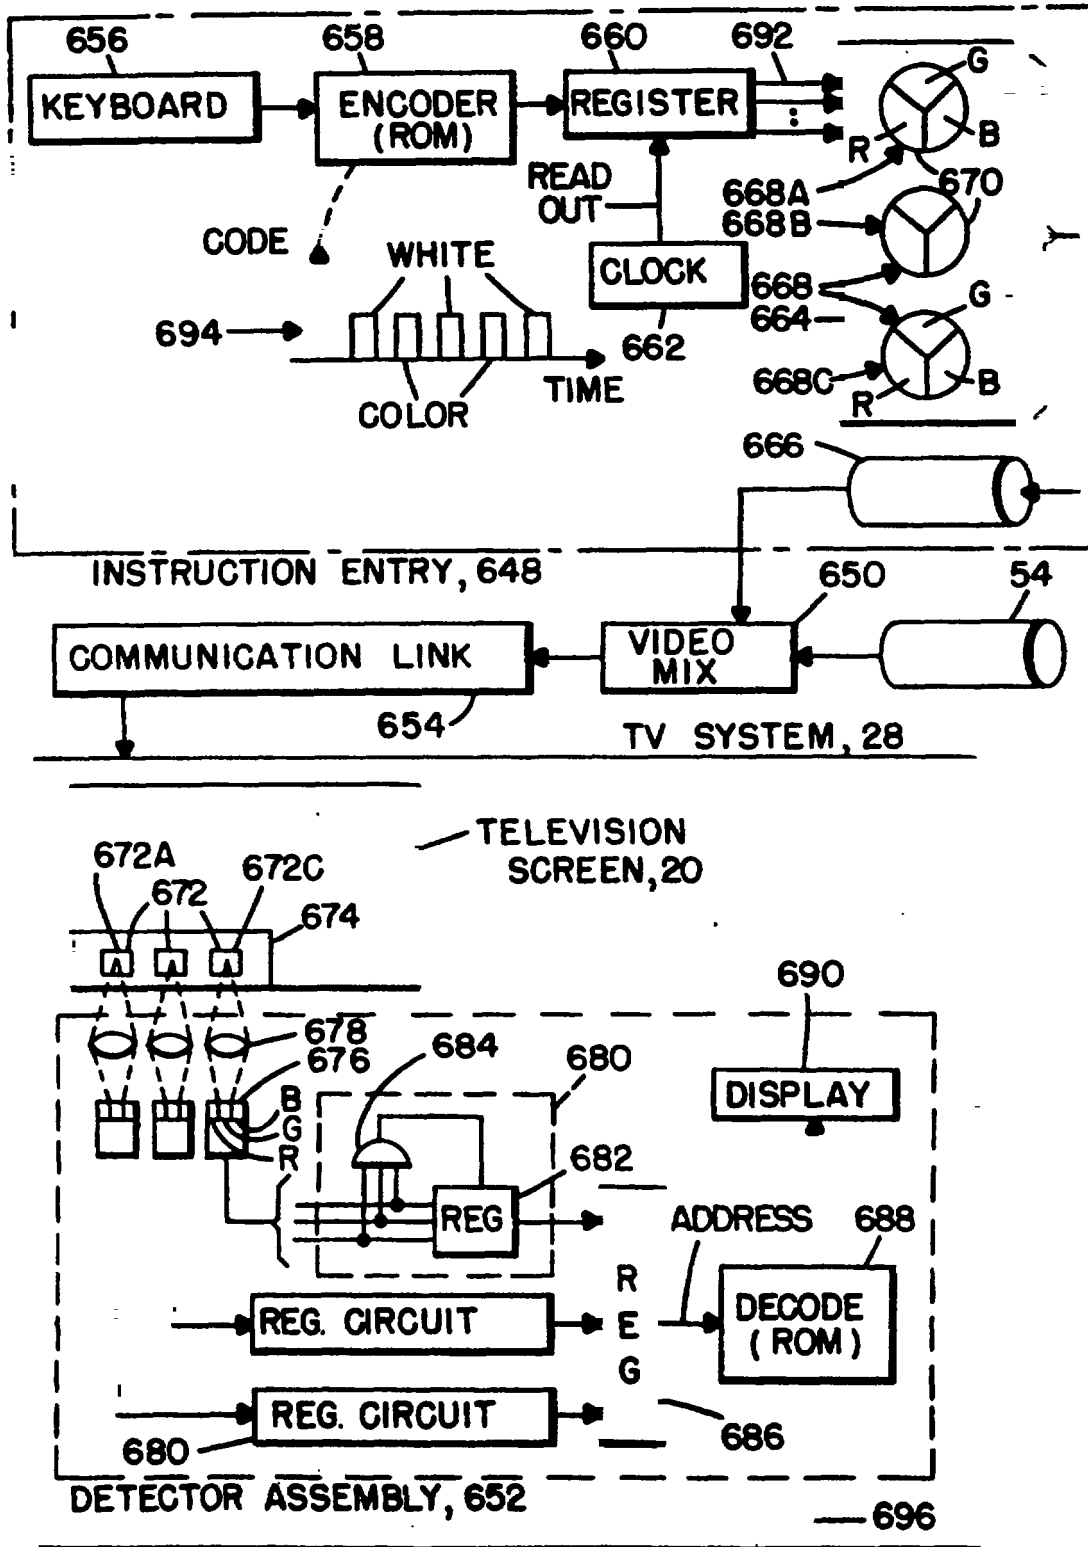 656
658
660
692
KEYBOARD
ENCODER
(ROM)
REGISTER
G
R
B
READ
OUT
668A
670
668B
CODE
WHITE
CLOCK
668
G
694
664
662
TIME
668C
B
COLOR
R
666
INSTRUCTION ENTRY, 648
650
54
COMMUNICATION LINK
VIDEO
MIX
654
TV SYSTEM, 28
TELEVISION
SCREEN, 20
672A
672
672C
674
690
678
684
680
676
DISPLAY
B
G
R
682
REG
ADDRESS
688
R
E
G
REG. CIRCUIT
DECODE
(ROM)
REG. CIRCUIT
680
686
DETECTOR ASSEMBLY, 652
696